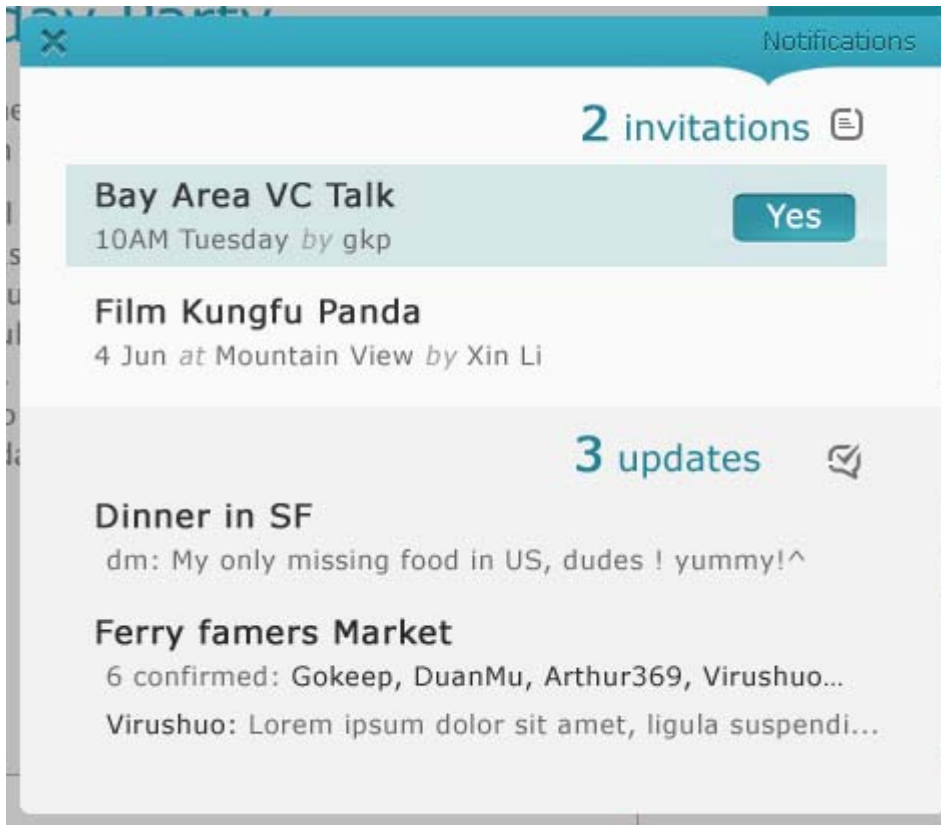 day Party
Notifications
2 invitations
Bay Area VC Talk
10AM Tuesday by gkp
Yes
Film Kungfu Panda
4 Jun at Mountain View by Xin Li
3 updates
Dinner in SF
dm: My only missing food in US, dudes ! yummy!^
Ferry famers Market
6 confirmed: Gokeep, DuanMu, Arthur369, Virushuo...
Virushuo: Lorem ipsum dolor sit amet, ligula suspendi...